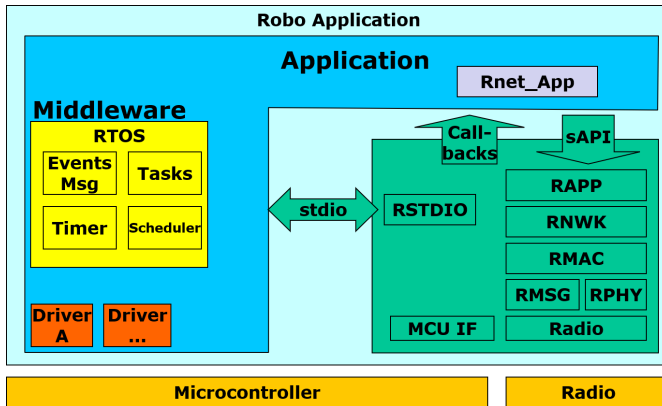 Robo Application
Application
Rnet_App
Middleware
RTOS
Events
Msg
Tasks
Timer
Scheduler
Driver
A
Driver
...
stdio
Call-
backs
sAPI
RSTDIO
RAPP
RNWK
RMAC
RMSG
RPHY
MCU IF
Radio
Microcontroller
Radio